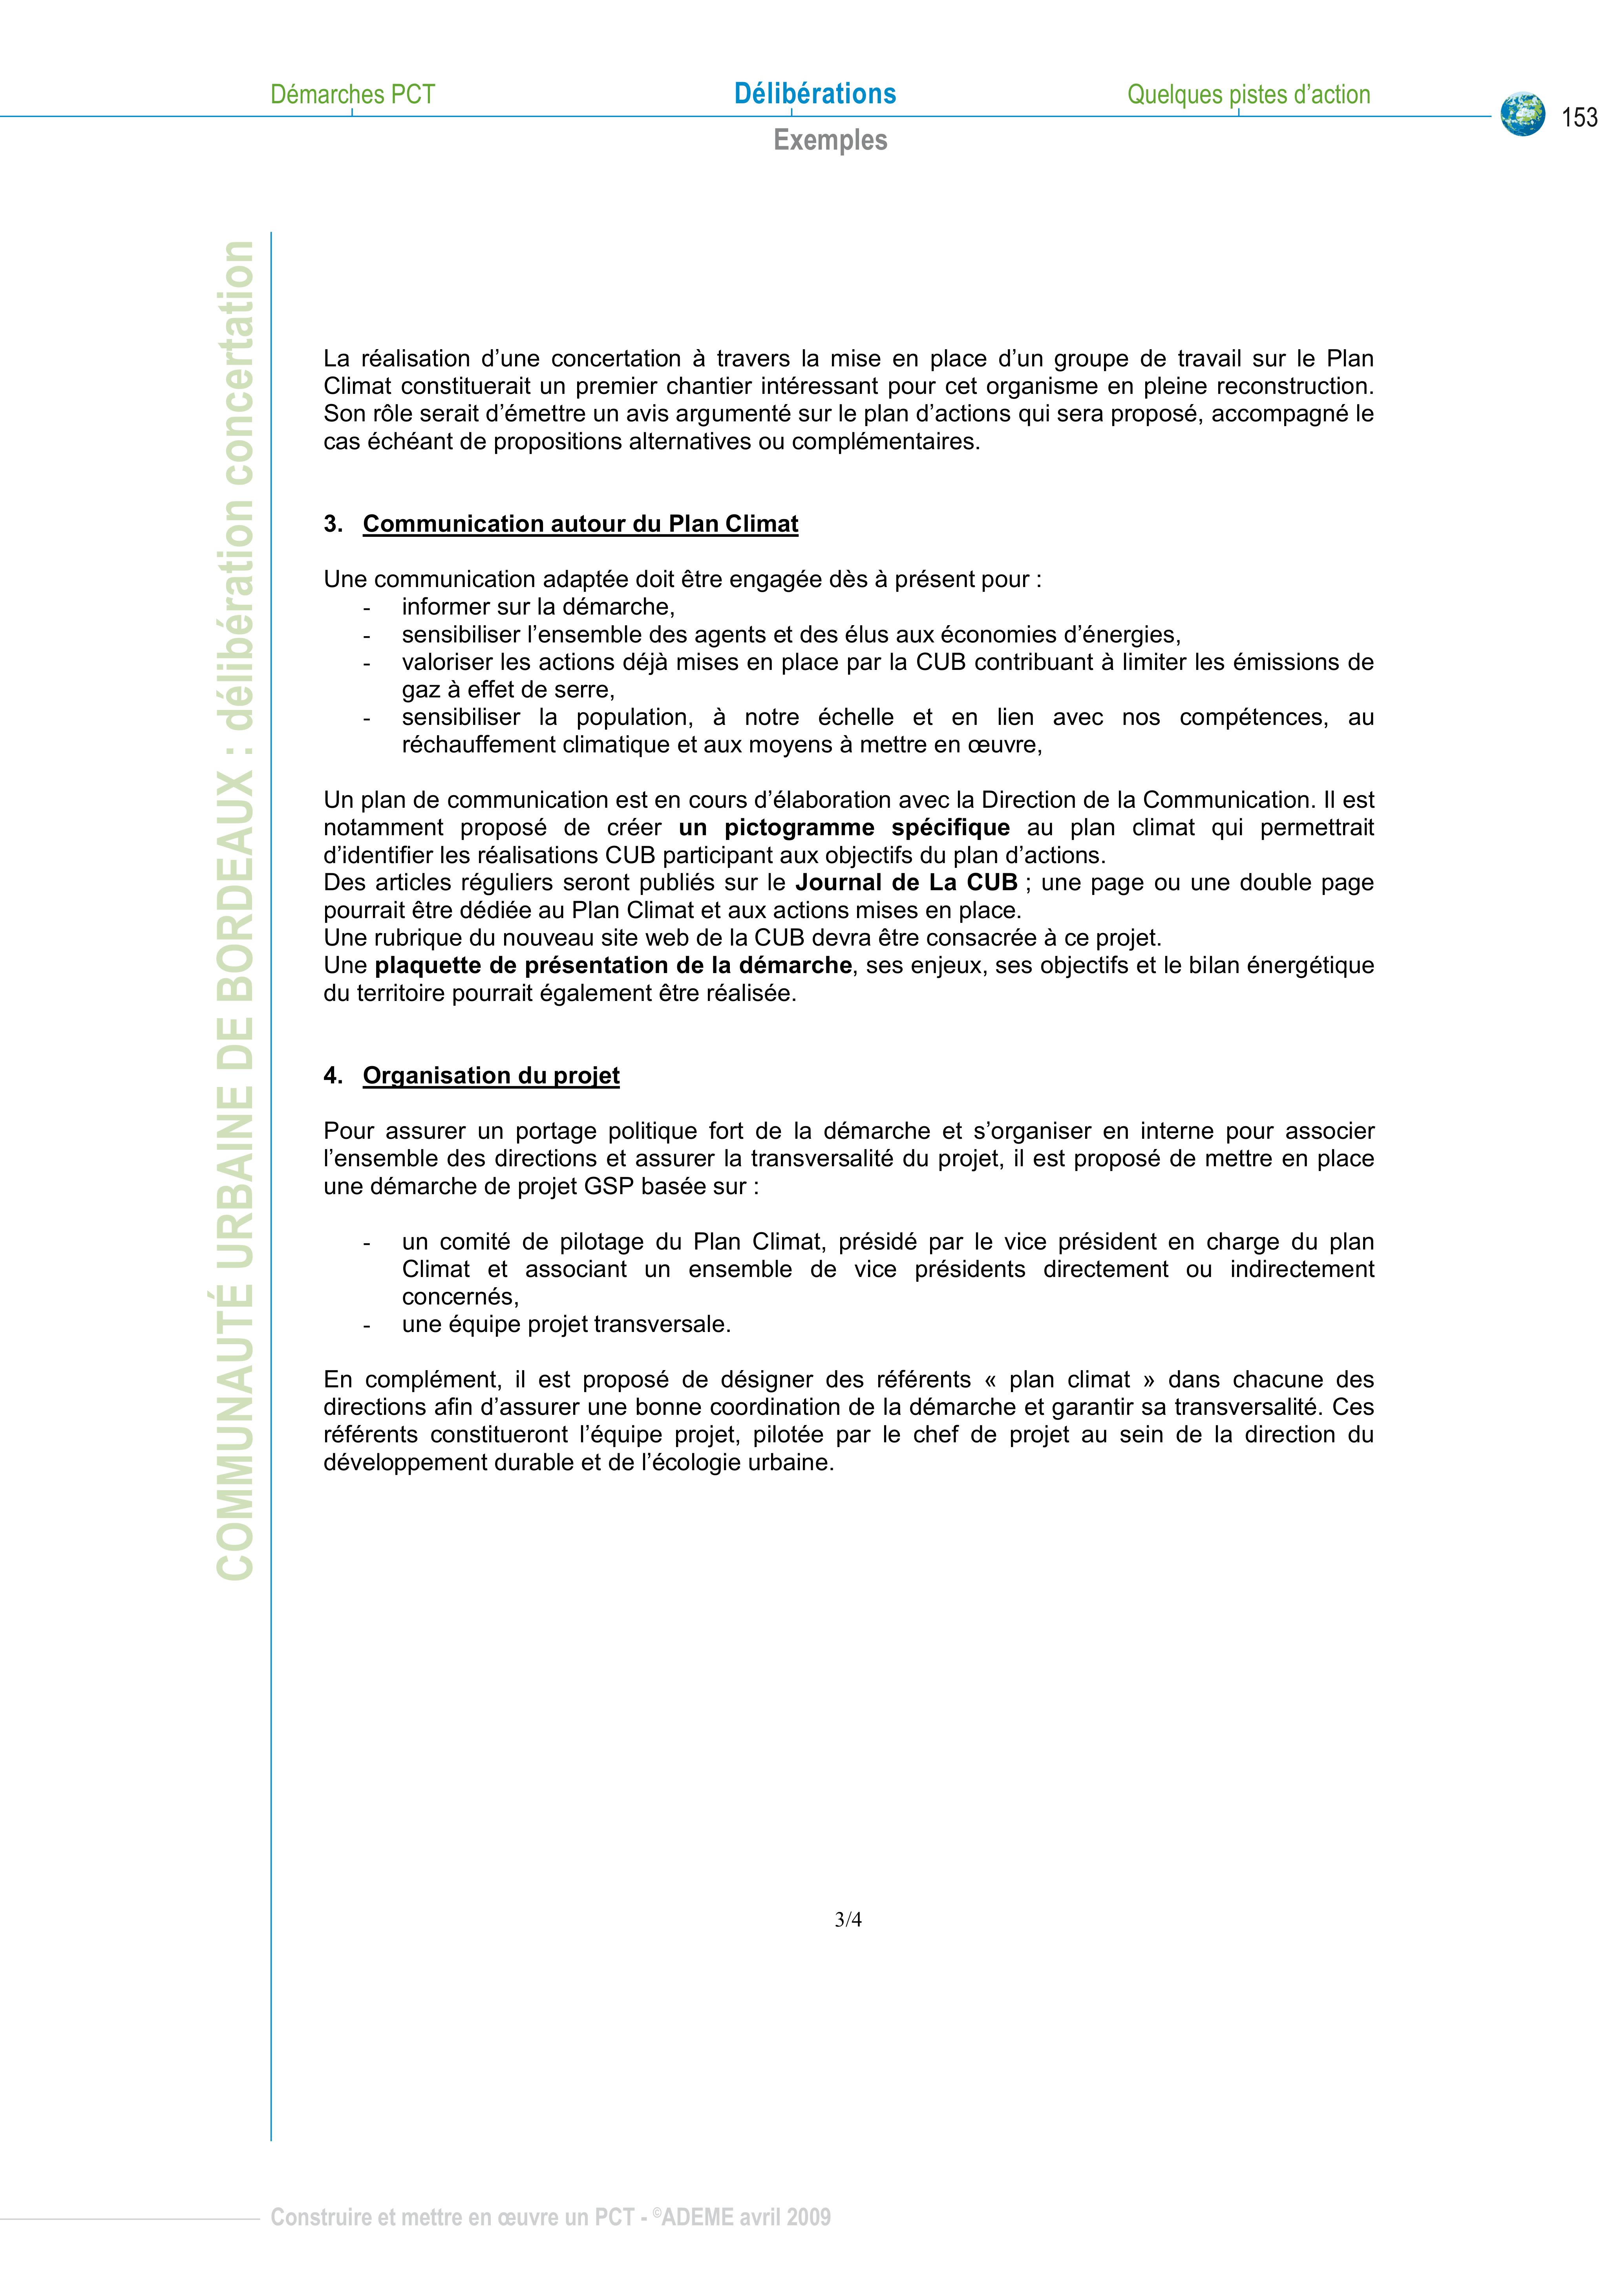 Démarches PCT
Délibérations
Quelques pistes d’action
153
Exemples
COMMUNAUTÉ URBAINE DE BORDEAUX : délibération concertation
La réalisation d’une concertation à travers la mise en place d’un groupe de travail sur le Plan
Climat constituerait un premier chantier intéressant pour cet organisme en pleine reconstruction.
Son rôle serait d’émettre un avis argumenté sur le plan d’actions qui sera proposé, accompagné le
cas échéant de propositions alternatives ou complémentaires.
3. Communication autour du Plan Climat
Une communication adaptée doit être engagée dès à présent pour :
- informer sur la démarche,
- sensibiliser l’ensemble des agents et des élus aux économies d’énergies,
- valoriser les actions déjà mises en place par la CUB contribuant à limiter les émissions de
gaz à effet de serre,
- sensibiliser la population, à notre échelle et en lien avec nos compétences, au
réchauffement climatique et aux moyens à mettre en œuvre,
Un plan de communication est en cours d’élaboration avec la Direction de la Communication. Il est
notamment proposé de créer un pictogramme spécifique au plan climat qui permettrait
d’identifier les réalisations CUB participant aux objectifs du plan d’actions.
Des articles réguliers seront publiés sur le Journal de La CUB ; une page ou une double page
pourrait être dédiée au Plan Climat et aux actions mises en place.
Une rubrique du nouveau site web de la CUB devra être consacrée à ce projet.
Une plaquette de présentation de la démarche, ses enjeux, ses objectifs et le bilan énergétique
du territoire pourrait également être réalisée.
4. Organisation du projet
Pour assurer un portage politique fort de la démarche et s’organiser en interne pour associer
l’ensemble des directions et assurer la transversalité du projet, il est proposé de mettre en place
une démarche de projet GSP basée sur :
- un comité de pilotage du Plan Climat, présidé par le vice président en charge du plan
Climat et associant un ensemble de vice présidents directement ou indirectement
concernés,
- une équipe projet transversale.
En complément, il est proposé de désigner des référents « plan climat » dans chacune des
directions afin d’assurer une bonne coordination de la démarche et garantir sa transversalité. Ces
référents constitueront l’équipe projet, pilotée par le chef de projet au sein de la direction du
développement durable et de l’écologie urbaine.
3/4
Construire et mettre en œuvre un PCT - ©ADEME avril 2009